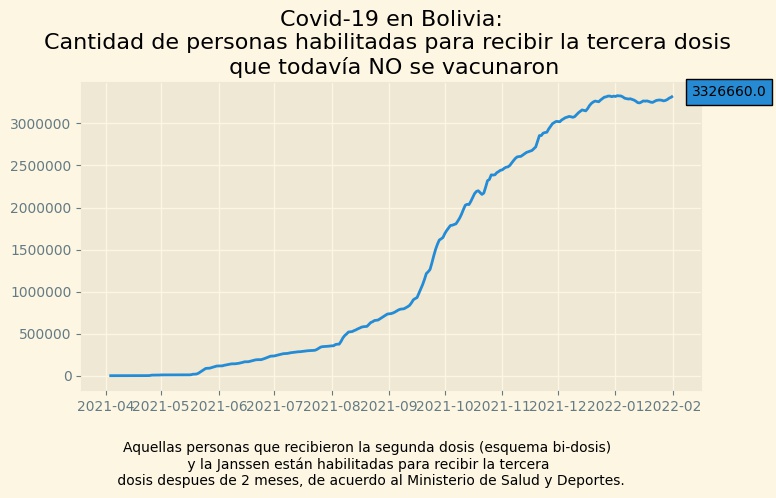 Covid-19 en Bolivia:
Cantidad de personas habilitadas para recibir la tercera dosis
que todavía NO se vacunaron
3326660.0
3000000
2500000
2000000
1500000
1000000
500000
0
2021-04 2021-05 2021-06 2021-07 2021-08 2021-09 2021-10 2021-11 2021-12 2022-01 2022-02
Aquellas personas que recibieron la segunda dosis (esquema bi-dosis)
y la Janssen están habilitadas para recibir la tercera
dosis despues de 2 meses, de acuerdo al Ministerio de Salud y Deportes.